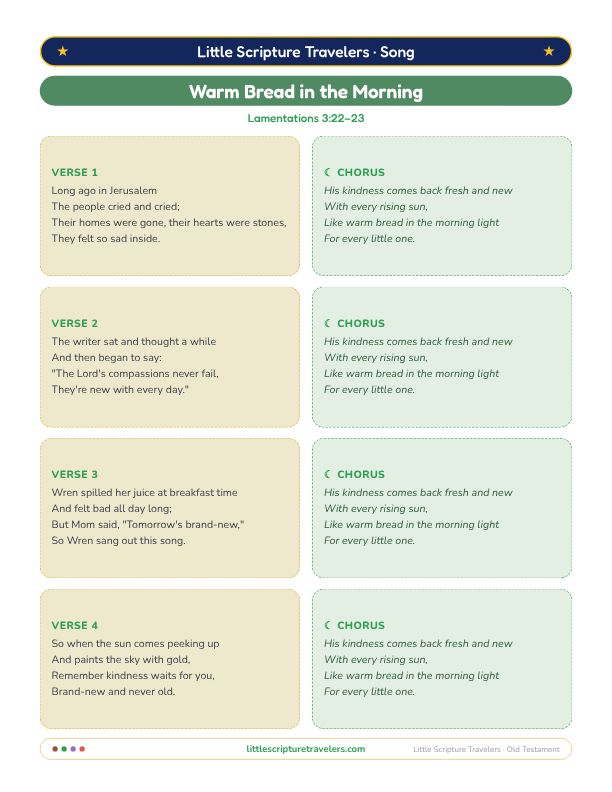 Little Scripture Travelers · Song
Warm Bread in the Morning
Lamentations 3:22–23
VERSE 1
Long ago in Jerusalem
The people cried and cried;
Their homes were gone, their hearts were stones,
They felt so sad inside.
CHORUS
His kindness comes back fresh and new
With every rising sun,
Like warm bread in the morning light
For every little one.
VERSE 2
The writer sat and thought a while
And then began to say:
"The Lord's compassions never fail,
They're new with every day."
CHORUS
His kindness comes back fresh and new
With every rising sun,
Like warm bread in the morning light
For every little one.
VERSE 3
Wren spilled her juice at breakfast time
And felt bad all day long;
But Mom said, "Tomorrow's brand-new,"
So Wren sang out this song.
CHORUS
His kindness comes back fresh and new
With every rising sun,
Like warm bread in the morning light
For every little one.
VERSE 4
So when the sun comes peeking up
And paints the sky with gold,
Remember kindness waits for you,
Brand-new and never old.
CHORUS
His kindness comes back fresh and new
With every rising sun,
Like warm bread in the morning light
For every little one.
littlescripturetravelers.com
Little Scripture Travelers · Old Testament